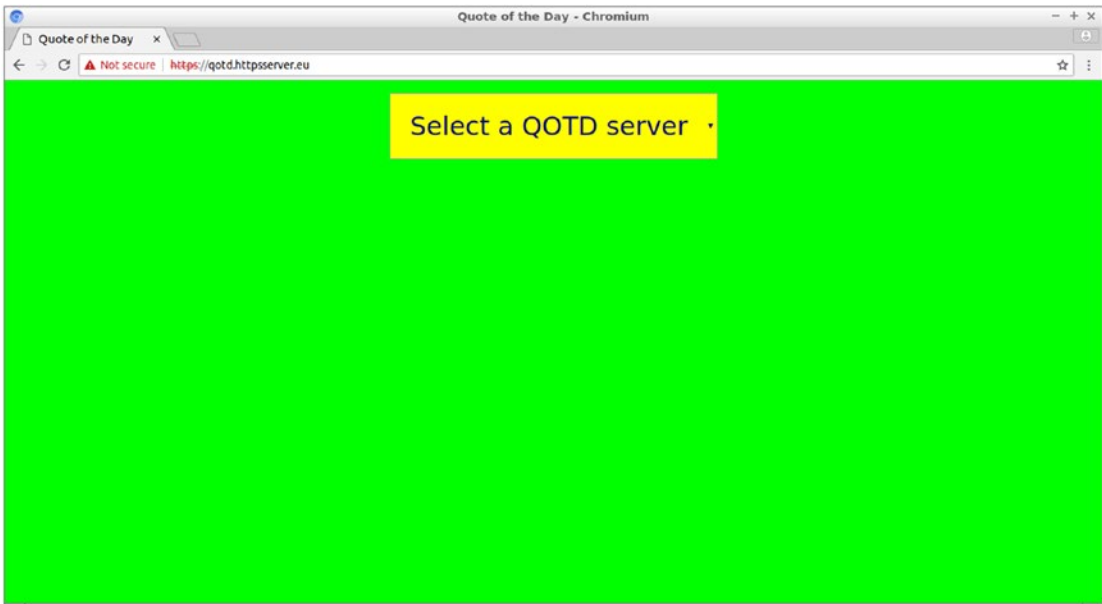 Quote of the Day - Chromium
Quote of the Day
Not secure https://qotd.httpsserver.eu
Select a QOTD server